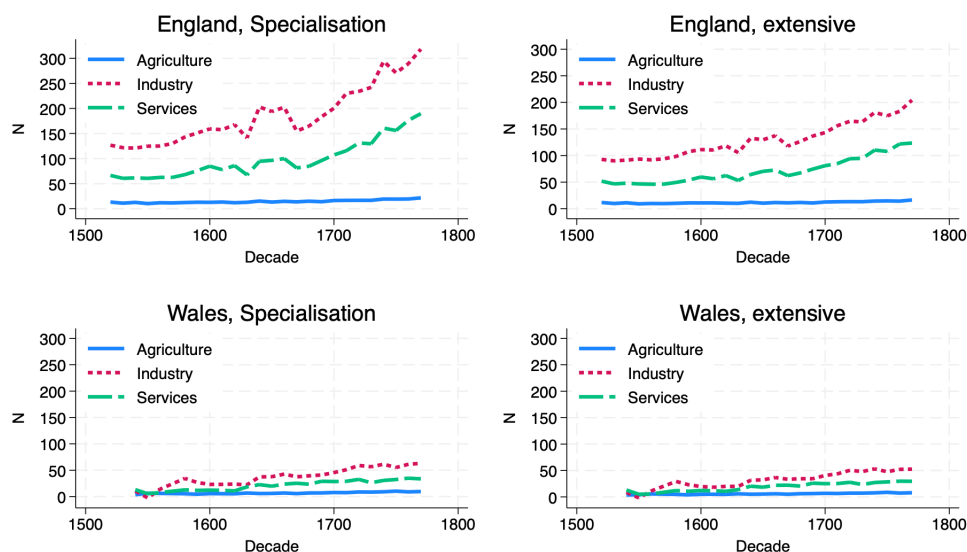 England, Specialisation
N
300
250
200
150
100
50
0
Agriculture
Industry
Services
1500 1600 1700 1800
Decade
England, extensive
N
300
250
200
150
100
50
0
Agriculture
Industry
Services
1500 1600 1700 1800
Decade
Wales, Specialisation
N
300
250
200
150
100
50
0
Agriculture
Industry
Services
1500 1600 1700 1800
Decade
Wales, extensive
N
300
250
200
150
100
50
0
Agriculture
Industry
Services
1500 1600 1700 1800
Decade